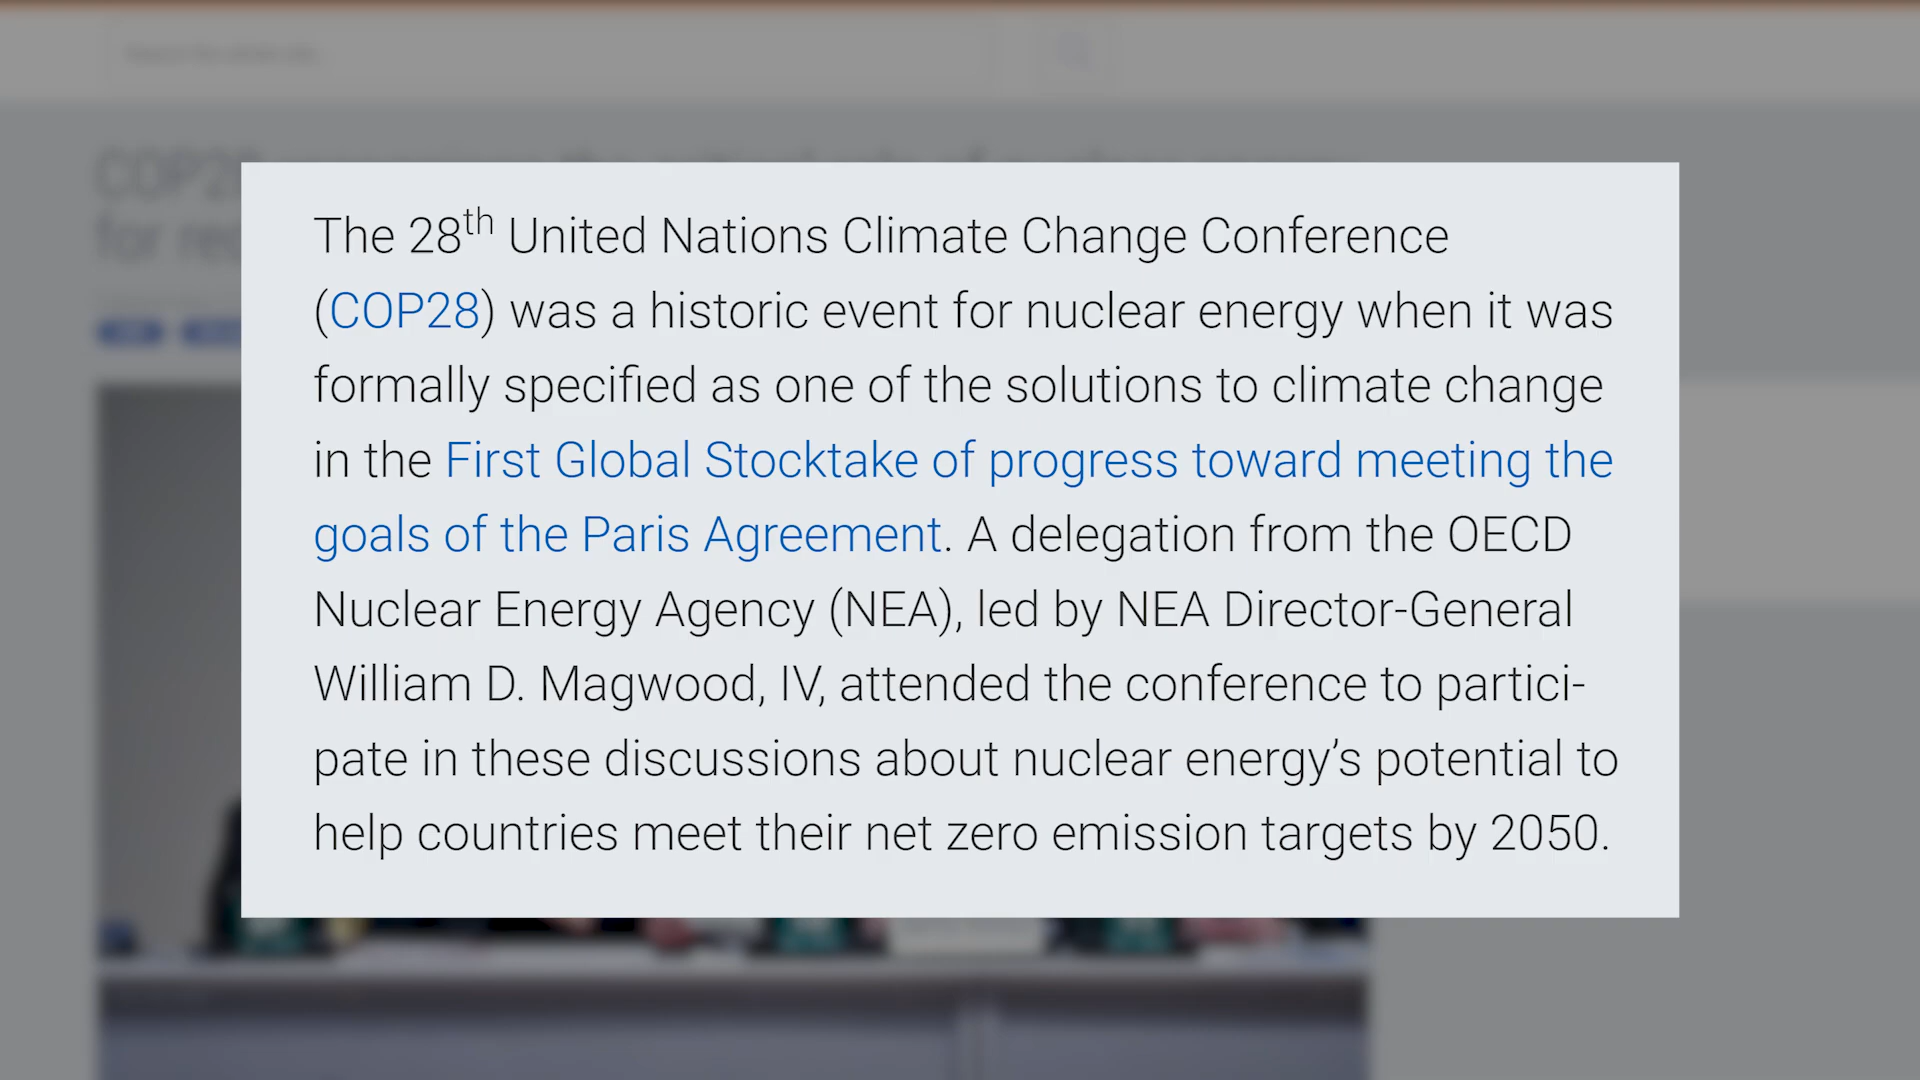 The 28th United Nations Climate Change Conference
(COP28) was a historic event for nuclear energy when it was
formally specified as one of the solutions to climate change
in the First Global Stocktake of progress toward meeting the
goals of the Paris Agreement. A delegation from the OECD
Nuclear Energy Agency (NEA), led by NEA Director-General
William D. Magwood, IV, attended the conference to partici-
pate in these discussions about nuclear energy’s potential to
help countries meet their net zero emission targets by 2050.